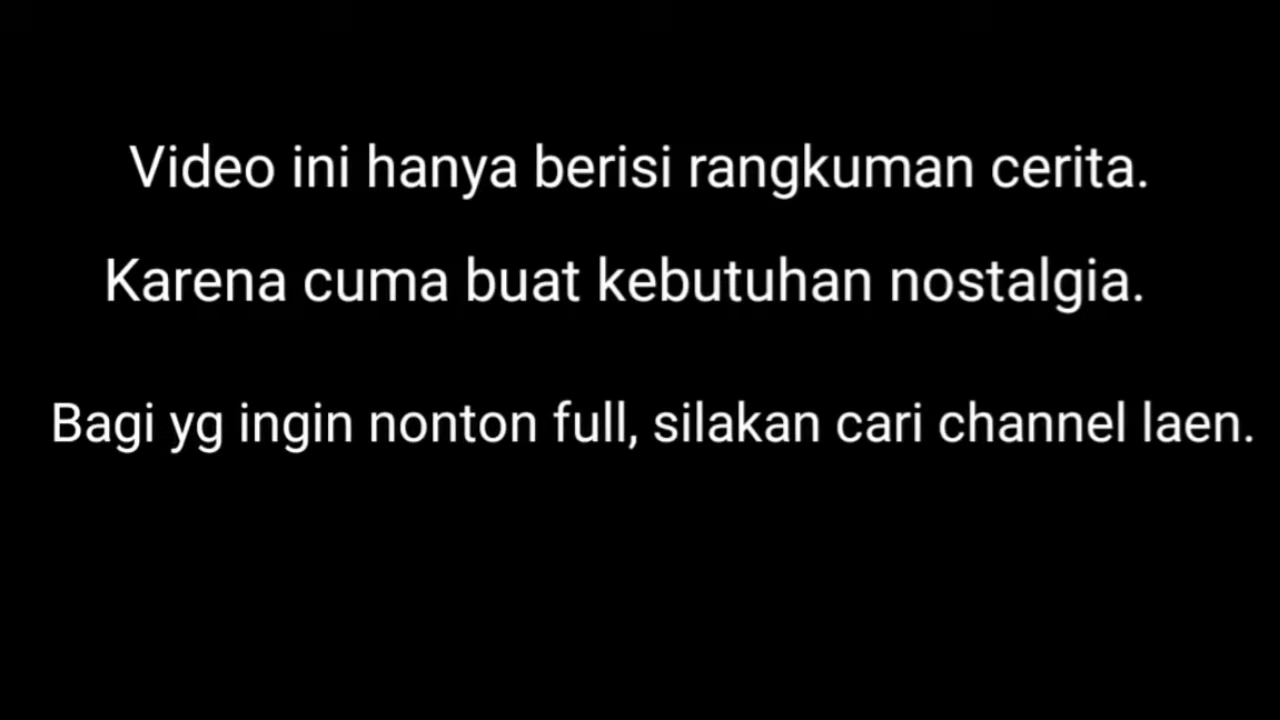 Video ini hanya berisi rangkuman cerita.
Karena cuma buat kebutuhan nostalgia.
Bagi yg ingin nonton full, silakan cari channel laen.